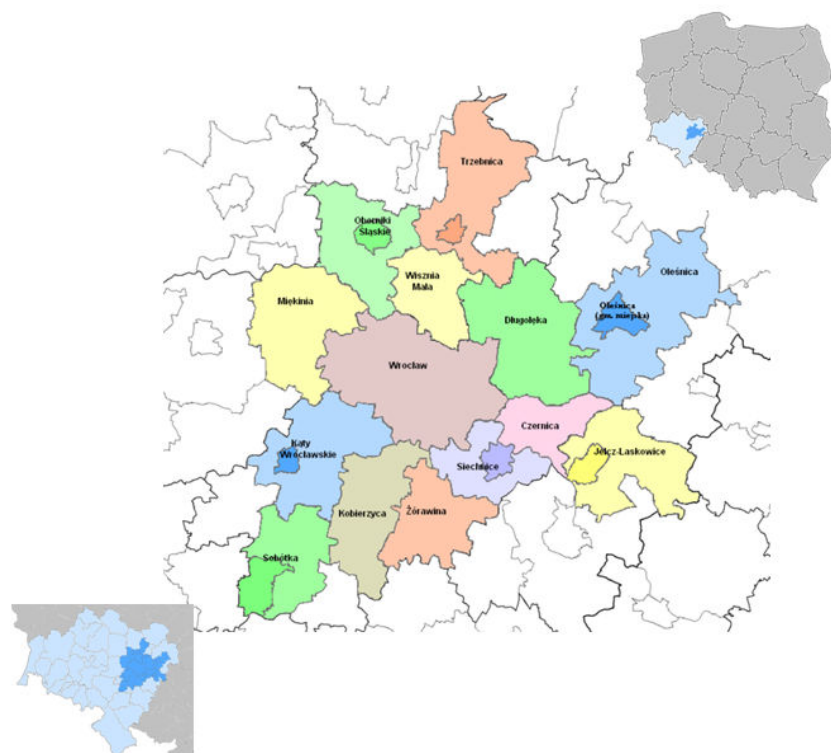 Trzebnica
Oborniki
Śląskie
Wisznia
Mała
Oleśnica
Miękinia
Długołęka
Oleśnica
(gm. miejska)
Wrocław
Czernica
Kąty
Wrocławskie
Siechnice
Jelcz-Laskowice
Kobierzyca
Żórawina
Sobótka